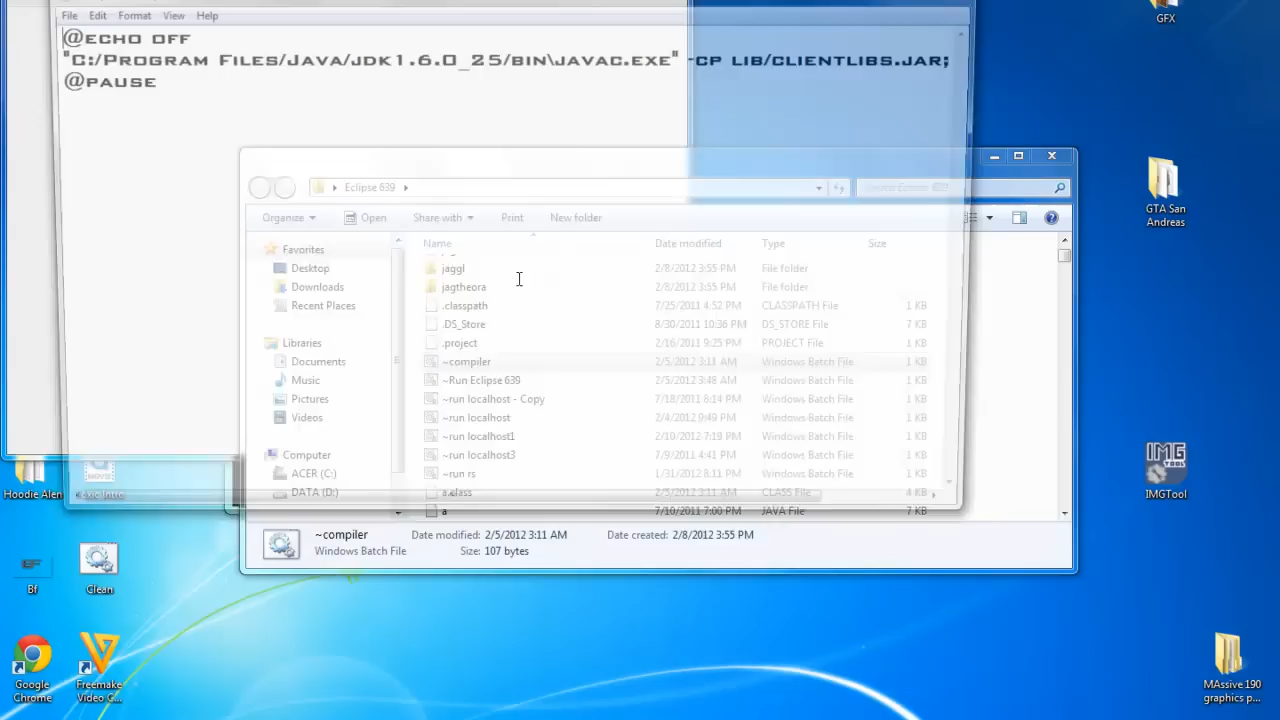 File Edit Format View Help
@ECHO OFF
"C:/PROGRAM FILES/JAVA/JDK1.6.0_25/BIN\JAVAC.EXE" -CP LIB/CLIENTLIBS.JAR;
@PAUSE
GFX
GTA San
Andreas
IMGTool
MAssive 190
graphics p...
Eclipse 639
Organize Open Share with Print New folder
Favorites
Desktop
Downloads
Recent Places
Libraries
Documents
Music
Pictures
Videos
Computer
ACER (C:)
DATA (D:)
Name Date modified Type Size
jaggl 2/8/2012 3:55 PM File folder
jagtheora 2/8/2012 3:55 PM File folder
.classpath 7/25/2011 4:52 PM CLASSPATH File 1 KB
.DS_Store 8/30/2011 10:36 PM DS_STORE File 7 KB
.project 2/16/2011 9:25 PM PROJECT File 1 KB
~compiler 2/5/2012 3:11 AM Windows Batch File 1 KB
~Run Eclipse 639 2/5/2012 3:48 AM Windows Batch File 1 KB
~run localhost - Copy 7/18/2011 8:14 PM Windows Batch File 1 KB
~run localhost 2/4/2012 9:49 PM Windows Batch File 1 KB
~run localhost1 2/10/2012 7:19 PM Windows Batch File 1 KB
~run localhost3 7/9/2011 4:41 PM Windows Batch File 1 KB
~run rs 1/31/2012 8:11 PM Windows Batch File 1 KB
a.class 2/5/2012 3:11 AM CLASS File 4 KB
a 7/10/2011 7:00 PM JAVA File 7 KB
~compiler Date modified: 2/5/2012 3:11 AM Date created: 2/8/2012 3:55 PM
Windows Batch File Size: 107 bytes
Hoodie Allen
Intro
Bf
Clean
Google
Chrome
Freemake
Video C...
IMG
TOOL